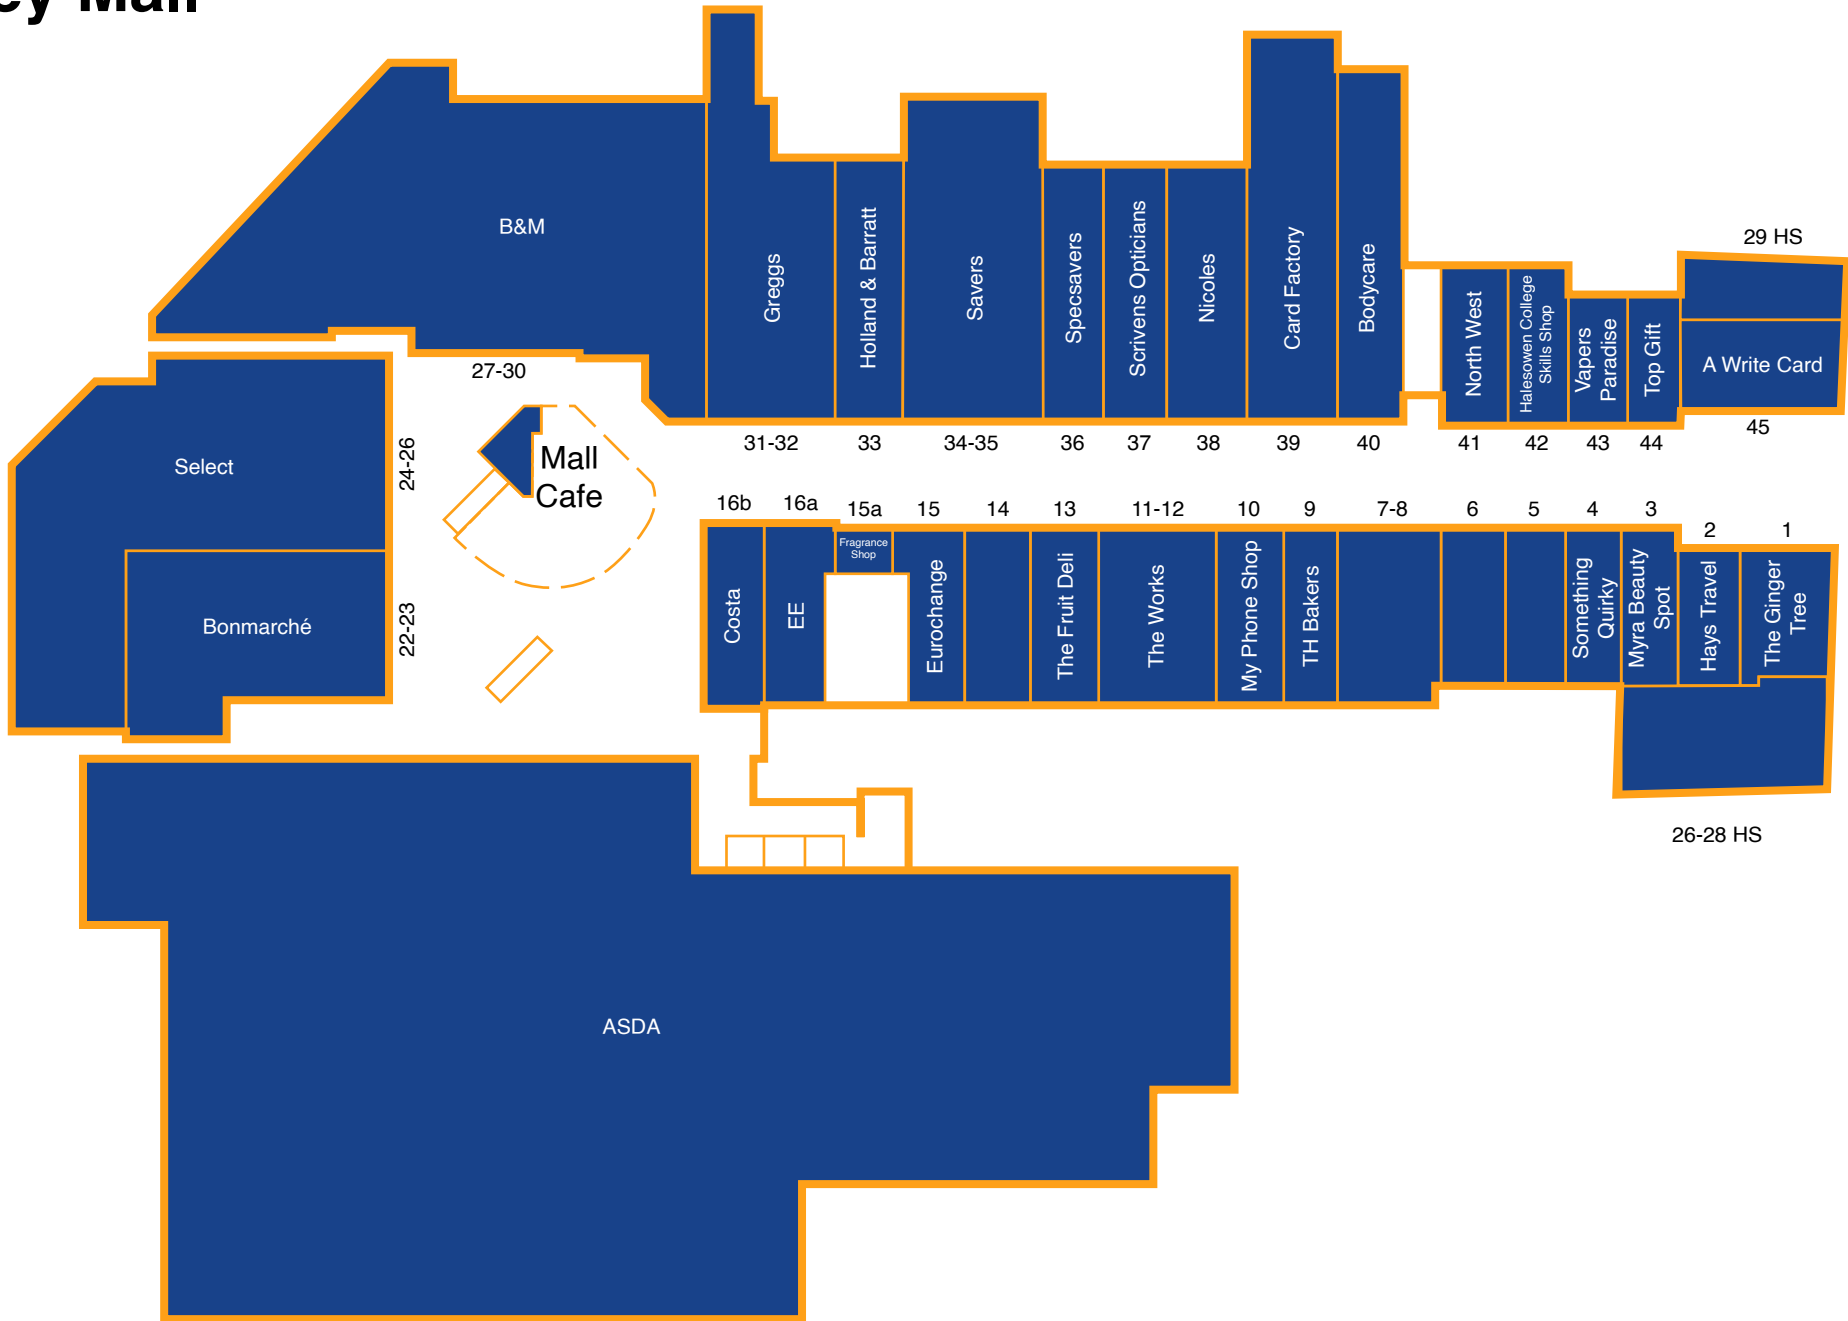 ey Mall
B&M
Greggs
Holland & Barratt
Savers
Specsavers
Scrivens Opticians
Nicoles
Card Factory
Bodycare
North West
Halesowen College
Skills Shop
Vapers
Paradise
Top Gift
29 HS
A Write Card
27-30
31-32
33
34-35
36
37
38
39
40
41
42
43
44
45
Select
24-26
Mall
Cafe
Bonmarché
22-23
16b
16a
15a
15
14
13
11-12
10
9
7-8
6
5
4
3
2
1
Costa
EE
Fragrance
Shop
Eurochange
The Fruit Deli
The Works
My Phone Shop
TH Bakers
Something
Quirky
Myra Beauty
Spot
Hays Travel
The Ginger
Tree
26-28 HS
ASDA